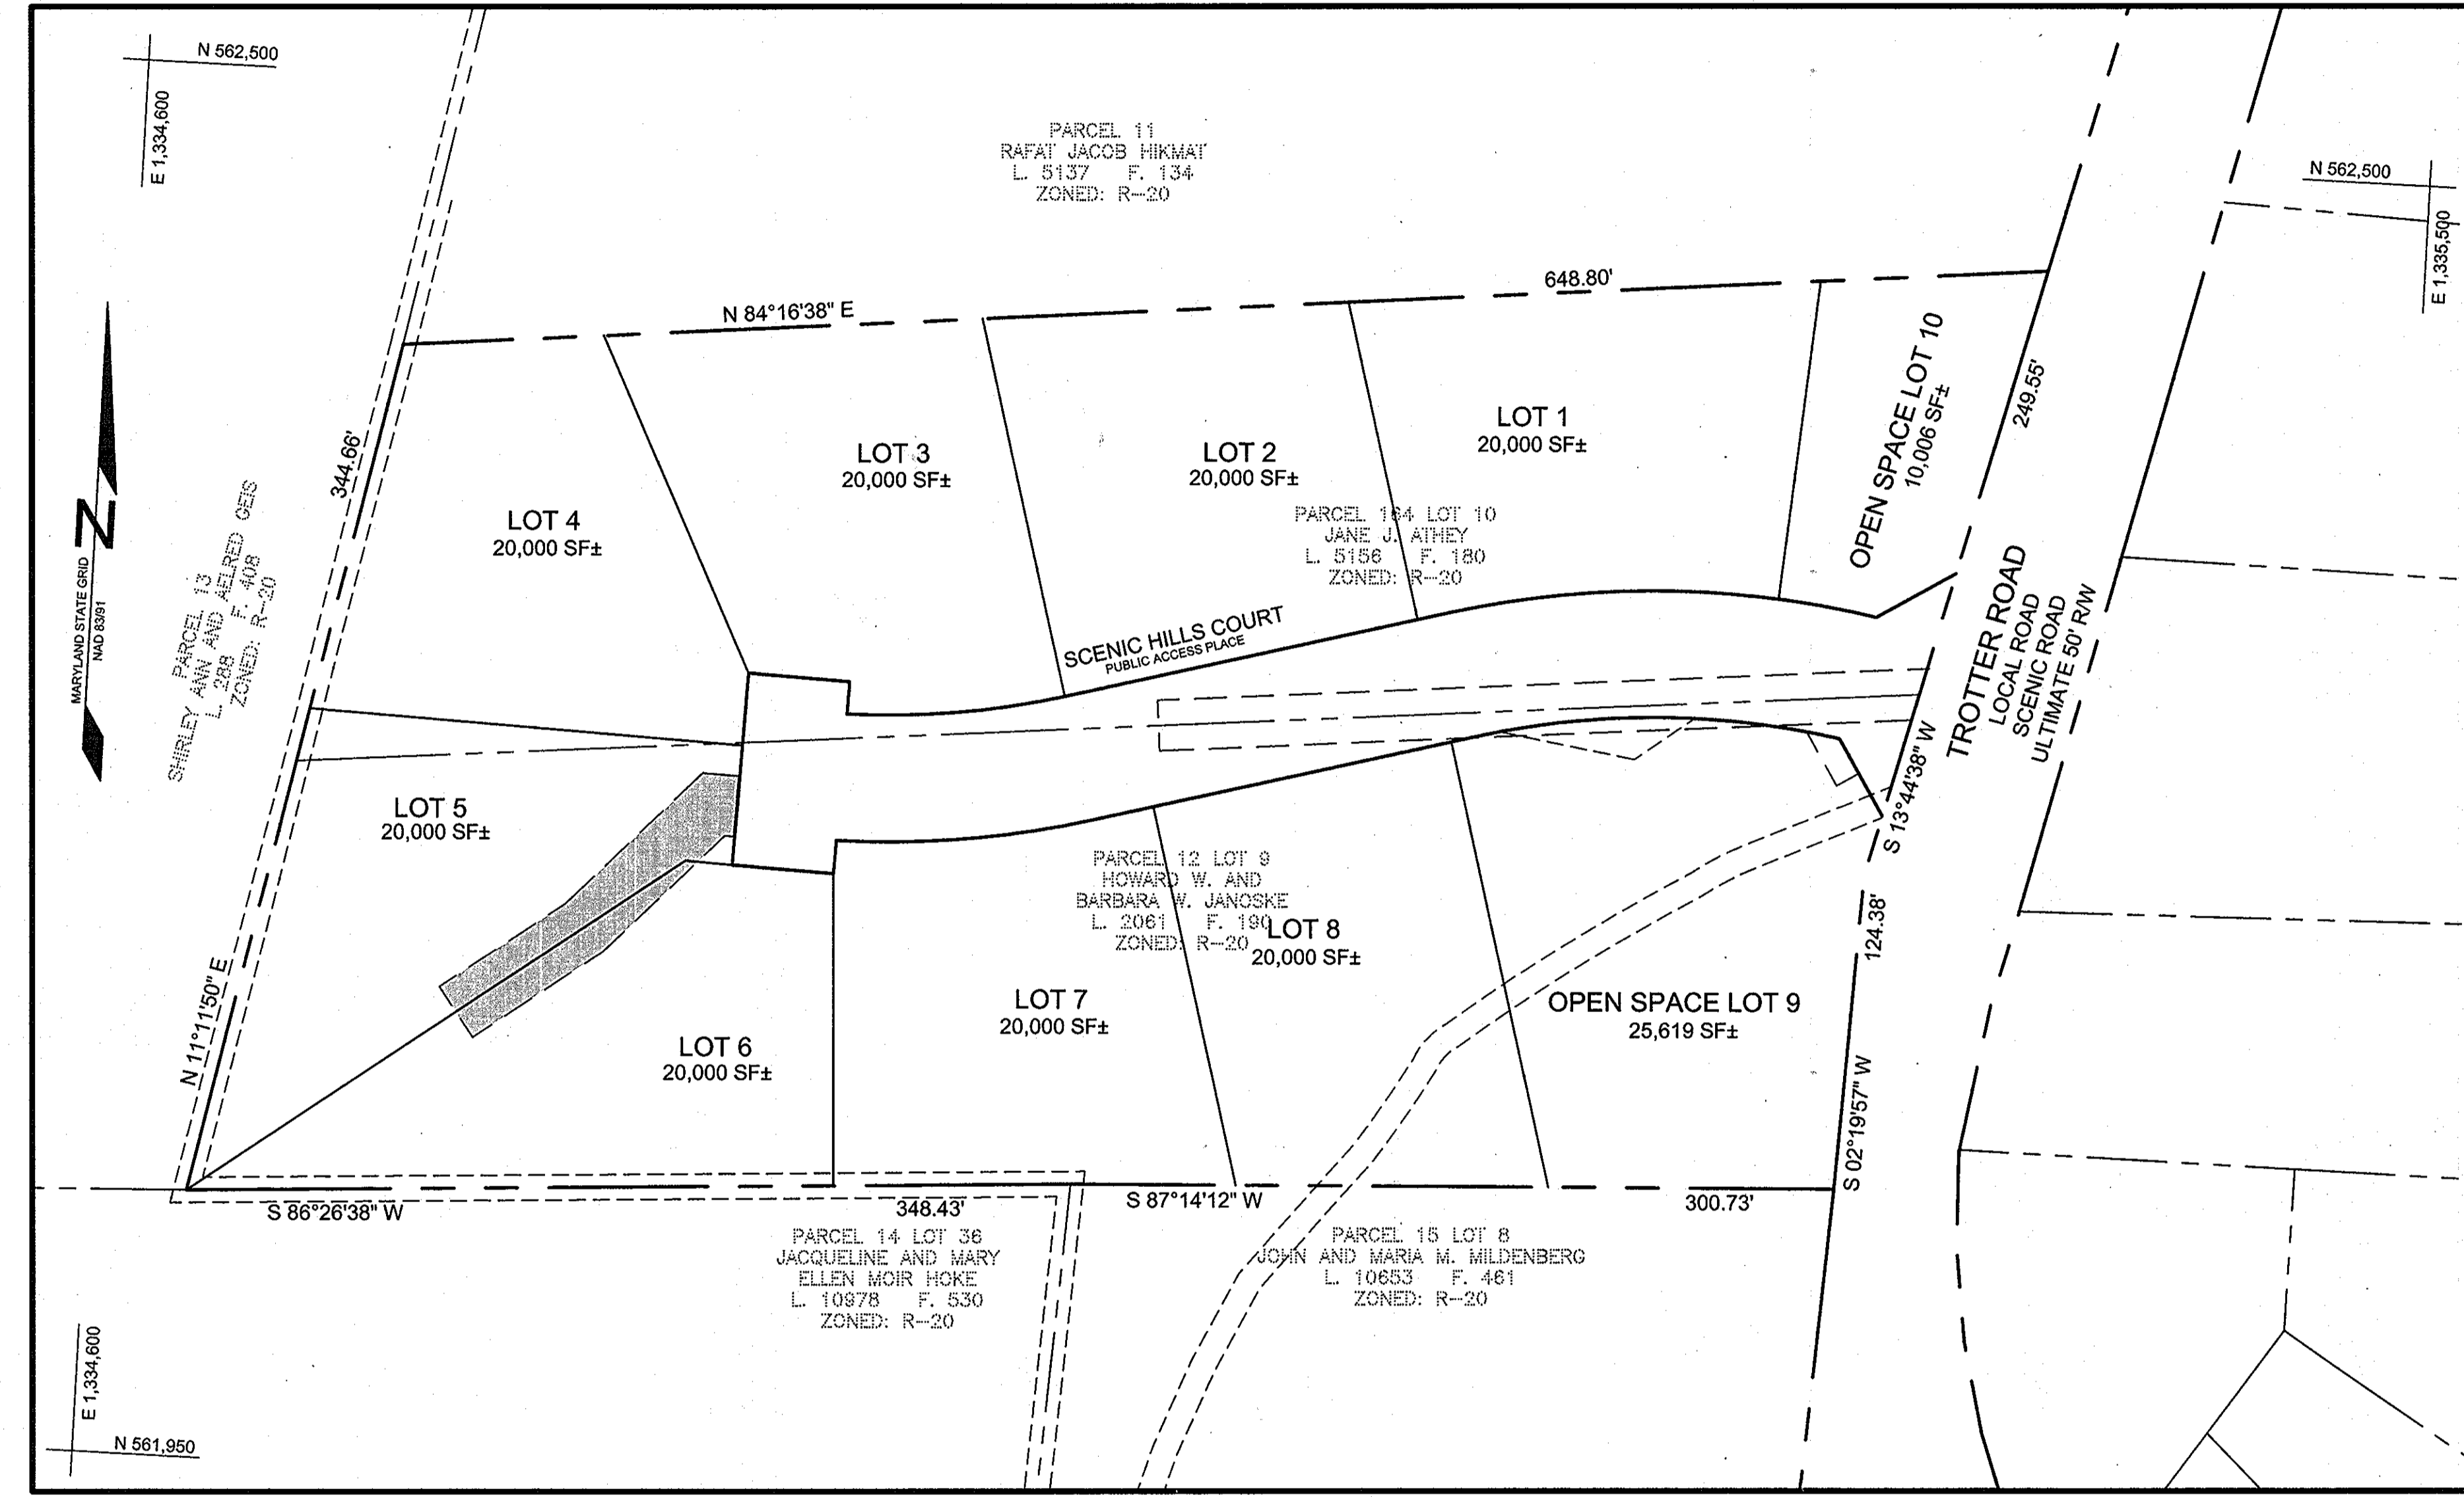 N 562,500
E 1,334,600
PARCEL 11
RAFAT JACOB HIKMAT
L. 5137 F. 134
ZONED: R-20
N 562,500
E 1,335,500
648.80'
N 84°16'38" E
344.66'
249.55'
OPEN SPACE LOT 10
10,006 SF±
LOT 1
20,000 SF±
LOT 2
20,000 SF±
LOT 3
20,000 SF±
LOT 4
20,000 SF±
PARCEL 164 LOT 10
JANE J. ATHEY
L. 5156 F. 180
ZONED: R-20
MARYLAND STATE GRID
NAD 83/91
N
PARCEL 13
SHIRLEY ANN AND AELRED GEIS
L. 288 F. 408
ZONED: R-20
SCENIC HILLS COURT
PUBLIC ACCESS PLACE
TROTTER ROAD
LOCAL ROAD
SCENIC ROAD
ULTIMATE 50' R/W
S 13°44'38" W
124.38'
LOT 5
20,000 SF±
PARCEL 12 LOT 9
HOWARD W. AND
BARBARA W. JANOSKE
L. 2061 F. 190
ZONED: R-20
LOT 8
20,000 SF±
LOT 7
20,000 SF±
OPEN SPACE LOT 9
25,619 SF±
LOT 6
20,000 SF±
N 11°11'50" E
S 02°19'57" W
S 86°26'38" W
348.43'
S 87°14'12" W
300.73'
PARCEL 14 LOT 36
JACQUELINE AND MARY
ELLEN MOIR HOKE
L. 10978 F. 530
ZONED: R-20
PARCEL 15 LOT 8
JOHN AND MARIA M. MILDENBERG
L. 10653 F. 461
ZONED: R-20
E 1,334,600
N 561,950